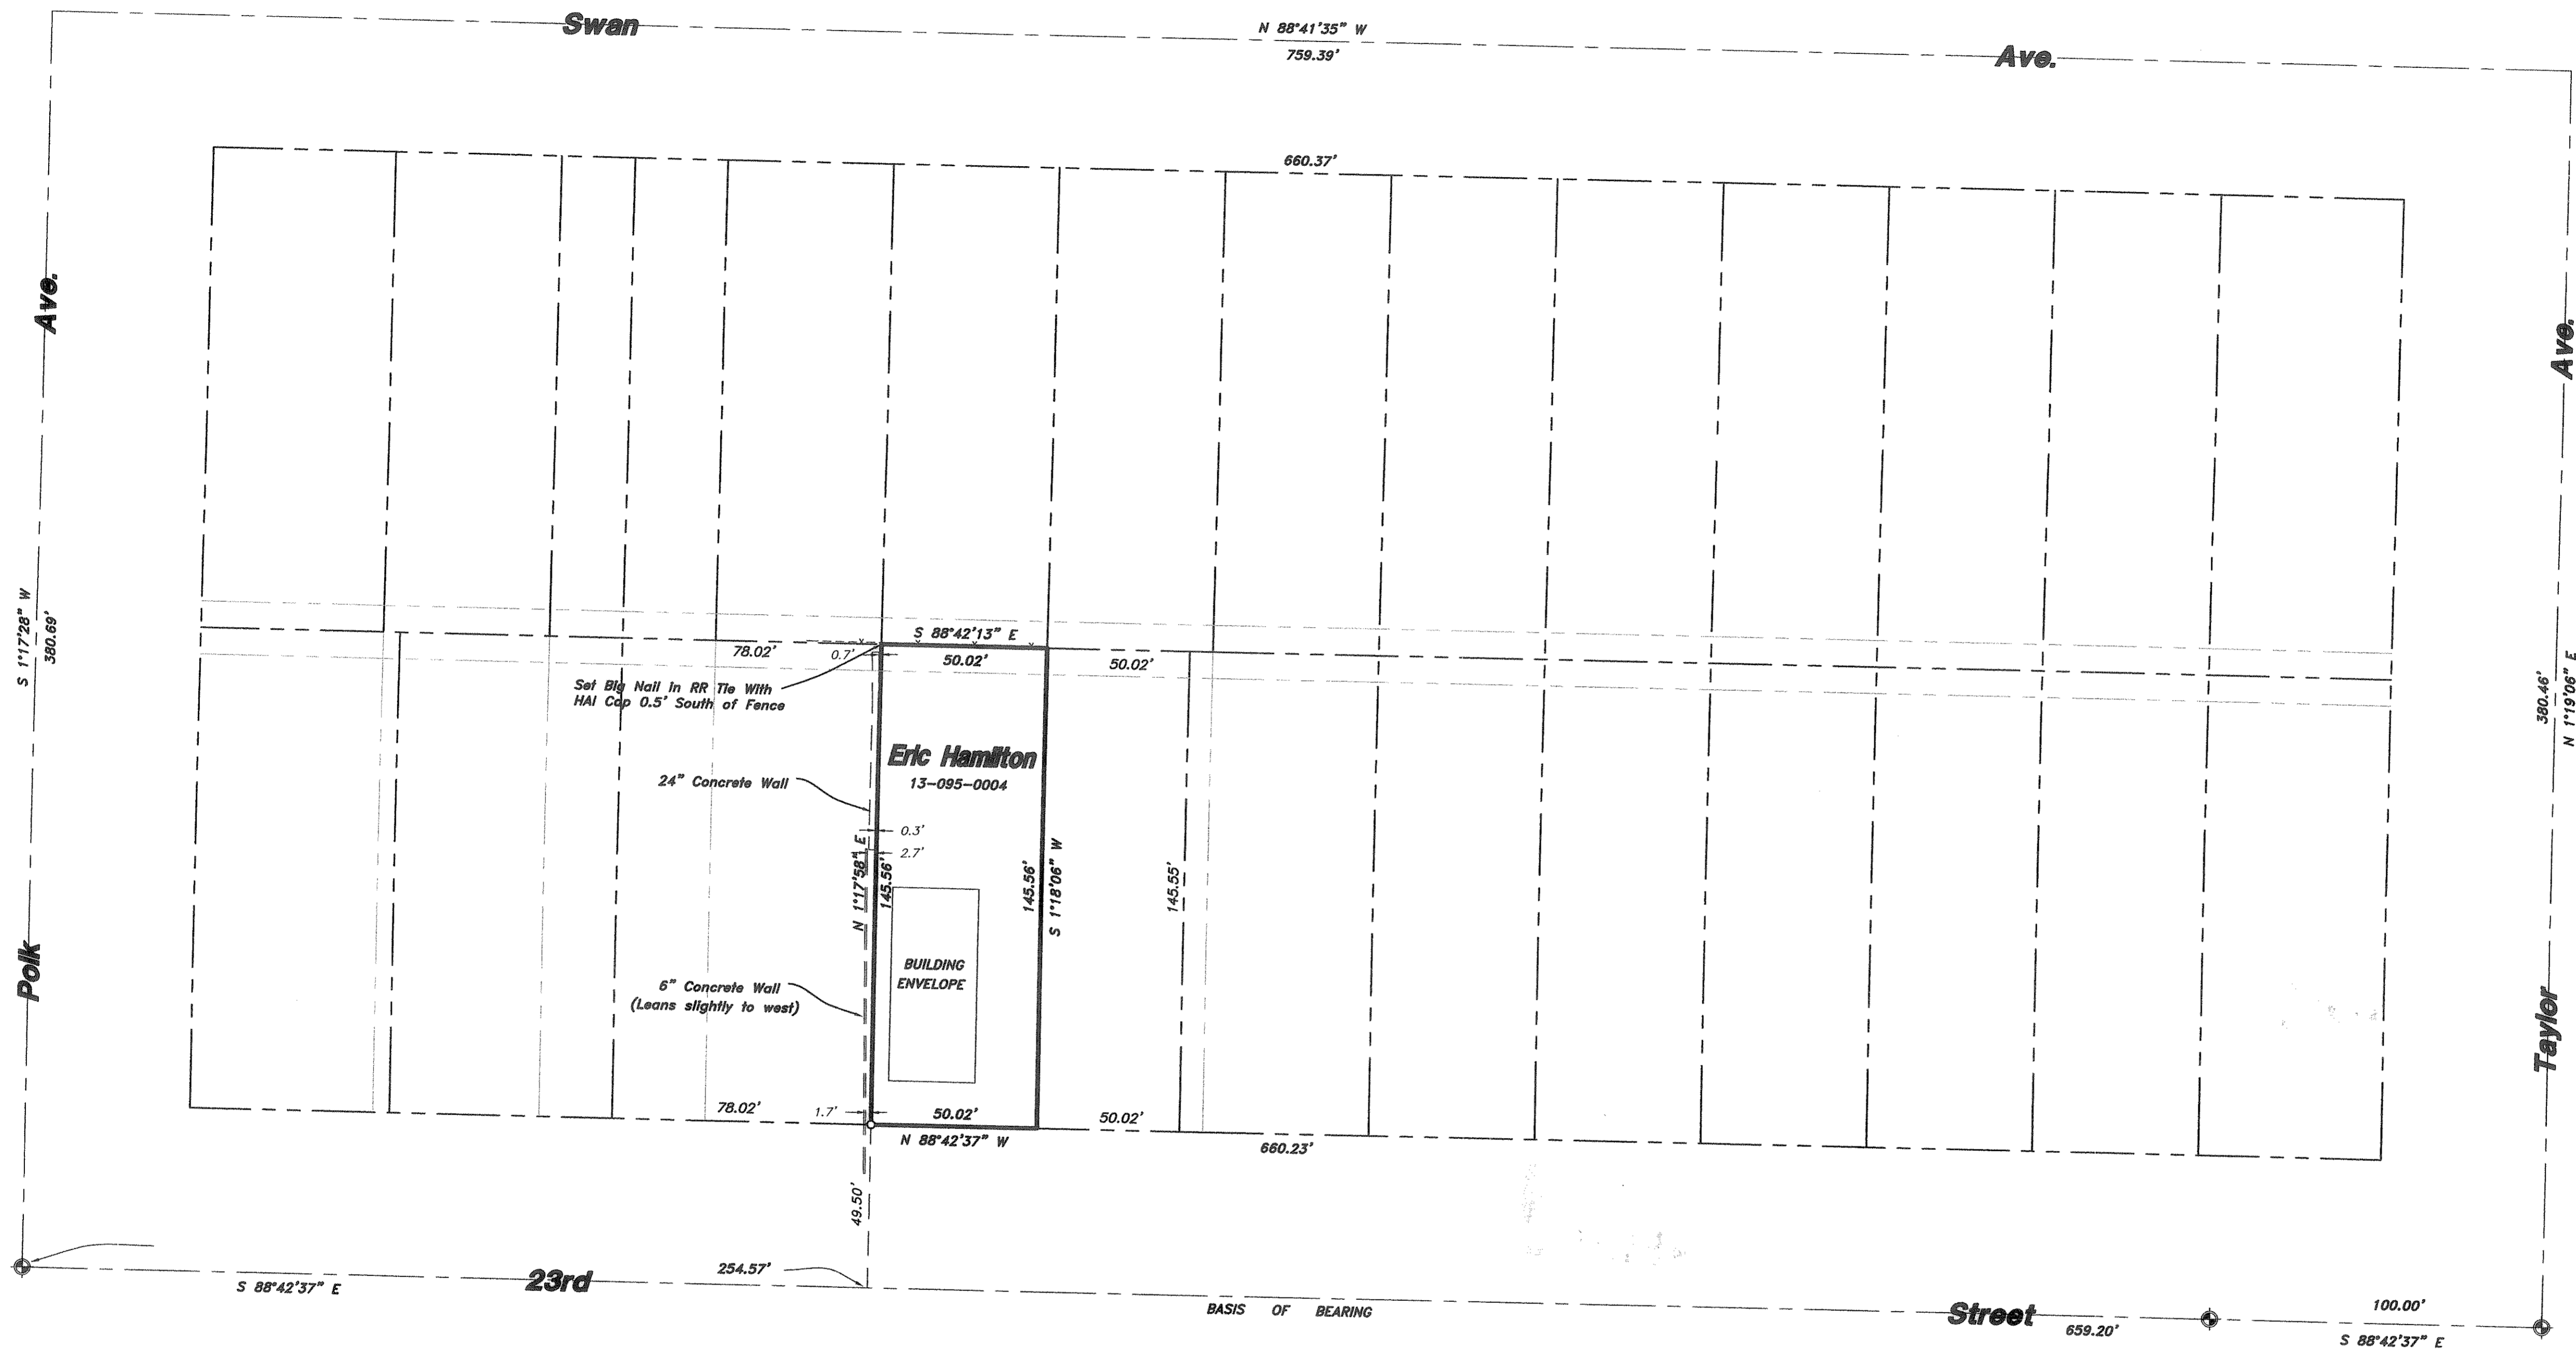 Swan
N 88°41'35" W
759.39'
Ave.
660.37'
Ave.
Ave.
S 1°17'28" W
380.69'
S 88°42'13" E
78.02'
0.7'
50.02'
50.02'
Set Big Nail in RR Tie With
HAI Cap 0.5' South of Fence
380.46'
N 1°19'06" E
Eric Hamilton
13-095-0004
24" Concrete Wall
0.3'
2.7'
N 1°17'58" E
145.56'
145.56'
S 1°18'06" W
145.55'
Polk
BUILDING
ENVELOPE
6" Concrete Wall
(Leans slightly to west)
Taylor
78.02'
1.7'
50.02'
50.02'
N 88°42'37" W
660.23'
49.50'
254.57'
S 88°42'37" E
23rd
BASIS OF BEARING
Street
659.20'
100.00'
S 88°42'37" E